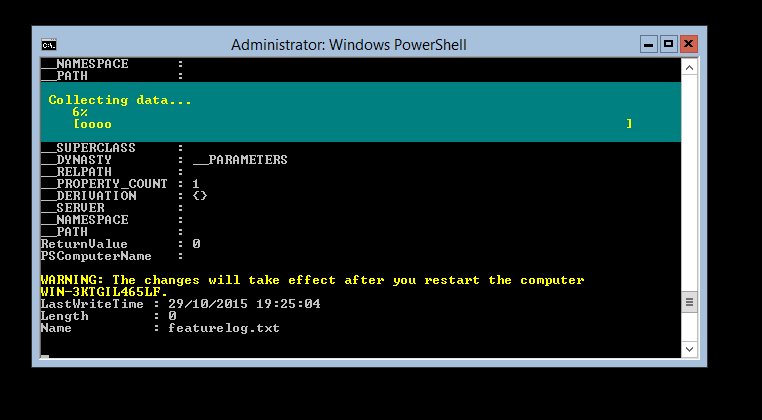 Administrator: Windows PowerShell
__NAMESPACE      :
__PATH           :
Collecting data...
6%
[oooo                                                                ]
__SUPERCLASS     :
__DYNASTY        : __PARAMETERS
__RELPATH        :
__PROPERTY_COUNT : 1
__DERIVATION     : {}
__SERVER         :
__NAMESPACE      :
__PATH           :
ReturnValue      : 0
PSComputerName   :
WARNING: The changes will take effect after you restart the computer
WIN-3KTGIL465LF.
LastWriteTime : 29/10/2015 19:25:04
Length        : 0
Name          : featurelog.txt